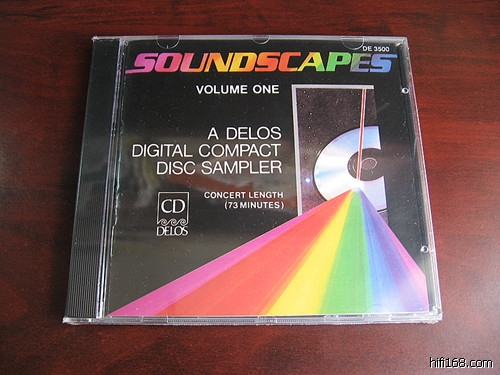 DE 3500
SOUNDSCAPES
VOLUME ONE
A DELOS
DIGITAL COMPACT
DISC SAMPLER
CONCERT LENGTH
(73 MINUTES)
CD
DELOS
hifi168.com